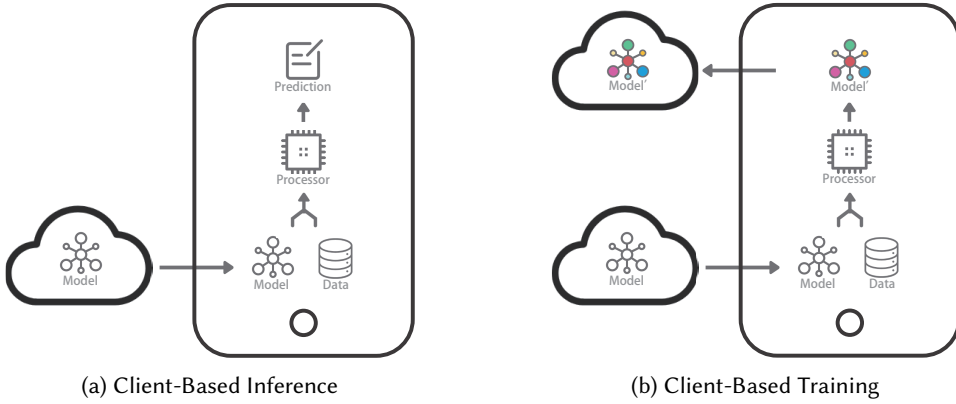 Prediction
Processor
Model
Model
Data
(a) Client-Based Inference
Model′
Model′
Processor
Model
Model
Data
(b) Client-Based Training